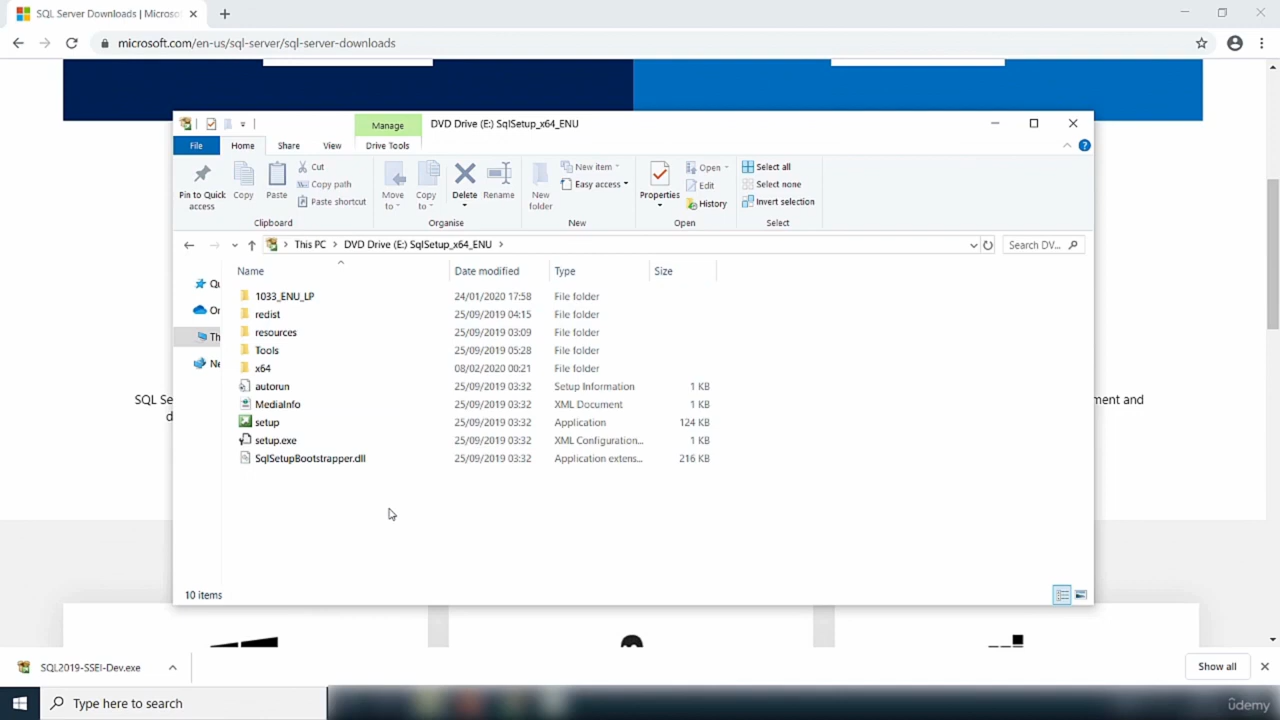 SQL Server Downloads | Microsof
microsoft.com/en-us/sql-server/sql-server-downloads
Manage
DVD Drive (E:) SqlSetup_x64_ENU
File
Home
Share
View
Drive Tools
Pin to Quick access
Copy
Paste
Cut
Copy path
Paste shortcut
Clipboard
Move to
Copy to
Delete
Rename
Organise
New folder
New item
Easy access
New
Properties
Open
Edit
History
Open
Select all
Select none
Invert selection
Select
This PC > DVD Drive (E:) SqlSetup_x64_ENU >
Search DV...
Name Date modified Type Size
1033_ENU_LP 24/01/2020 17:58 File folder
redist 25/09/2019 04:15 File folder
resources 25/09/2019 03:09 File folder
Tools 25/09/2019 05:28 File folder
x64 08/02/2020 00:21 File folder
autorun 25/09/2019 03:32 Setup Information 1 KB
MediaInfo 25/09/2019 03:32 XML Document 1 KB
setup 25/09/2019 03:32 Application 124 KB
setup.exe 25/09/2019 03:32 XML Configuration... 1 KB
SqlSetupBootstrapper.dll 25/09/2019 03:32 Application extens... 216 KB
Qu
On
Th
Ne
SQL Se
d
ment and
10 items
SQL2019-SSEI-Dev.exe
Show all
Type here to search
udemy